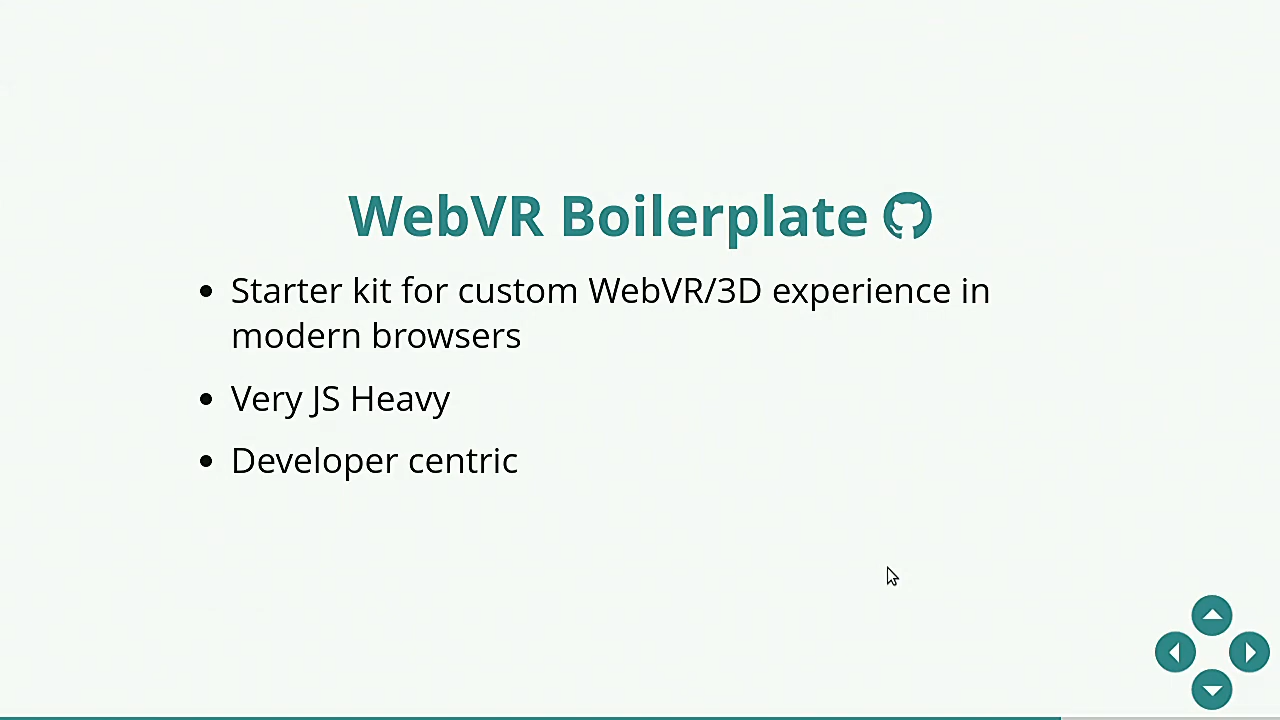 WebVR Boilerplate
Starter kit for custom WebVR/3D experience in
modern browsers
Very JS Heavy
Developer centric